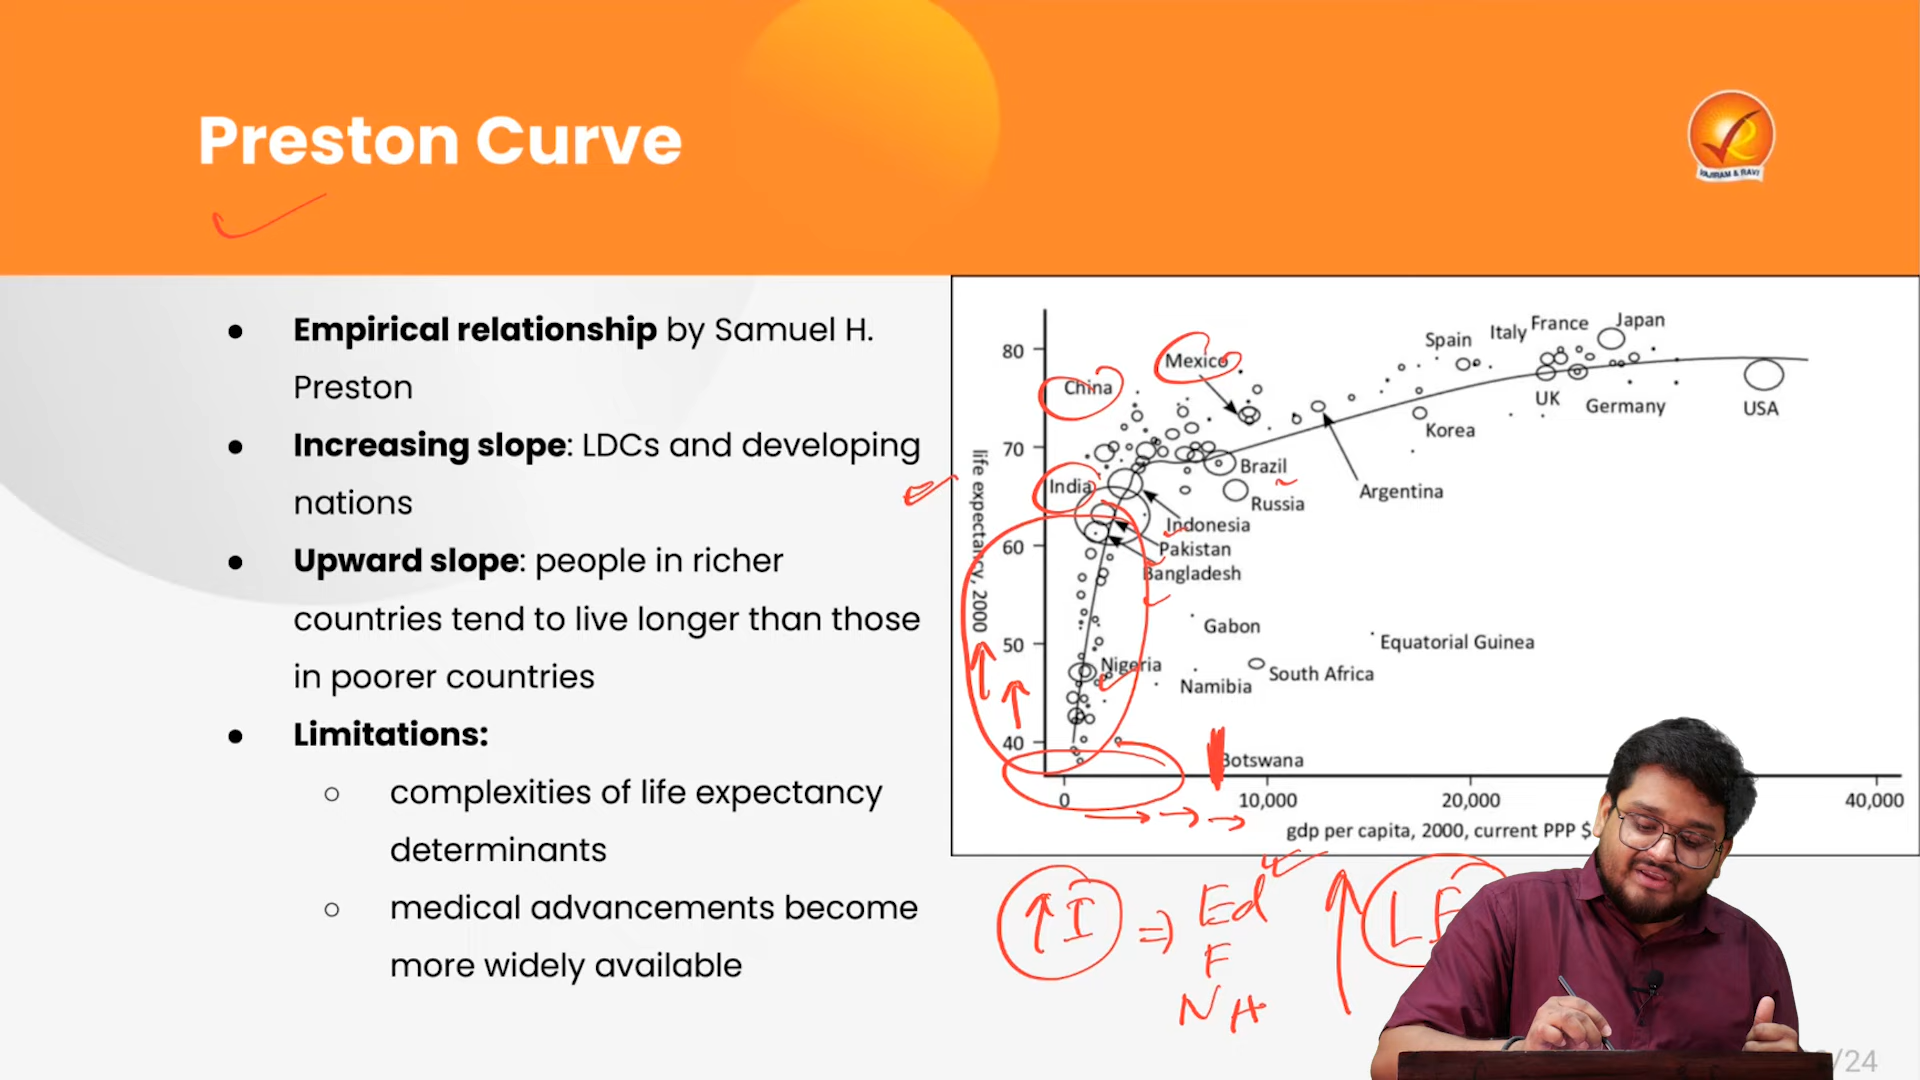 Preston Curve
VAJIRAM & RAVI
● Empirical relationship by Samuel H.
Preston
● Increasing slope: LDCs and developing
nations
● Upward slope: people in richer
countries tend to live longer than those
in poorer countries
● Limitations:
○ complexities of life expectancy
determinants
○ medical advancements become
more widely available
life expectancy, 2000
80
70
60
50
40
China
Mexico
Spain
Italy
France
Japan
UK
Germany
USA
Korea
India
Brazil
Russia
Argentina
Indonesia
Pakistan
Bangladesh
Gabon
Equatorial Guinea
Nigeria
Namibia
South Africa
Botswana
0
10,000
20,000
40,000
gdp per capita, 2000, current PPP $
↑I ⇒ Ed ↑ LE
F
NH
/24